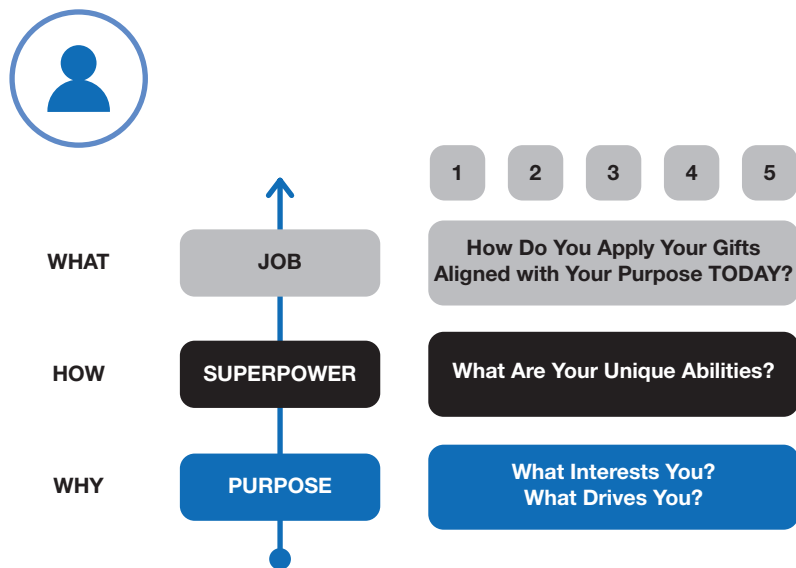 1 2 3 4 5
WHAT
JOB
How Do You Apply Your Gifts
Aligned with Your Purpose TODAY?
HOW
SUPERPOWER
What Are Your Unique Abilities?
WHY
PURPOSE
What Interests You?
What Drives You?